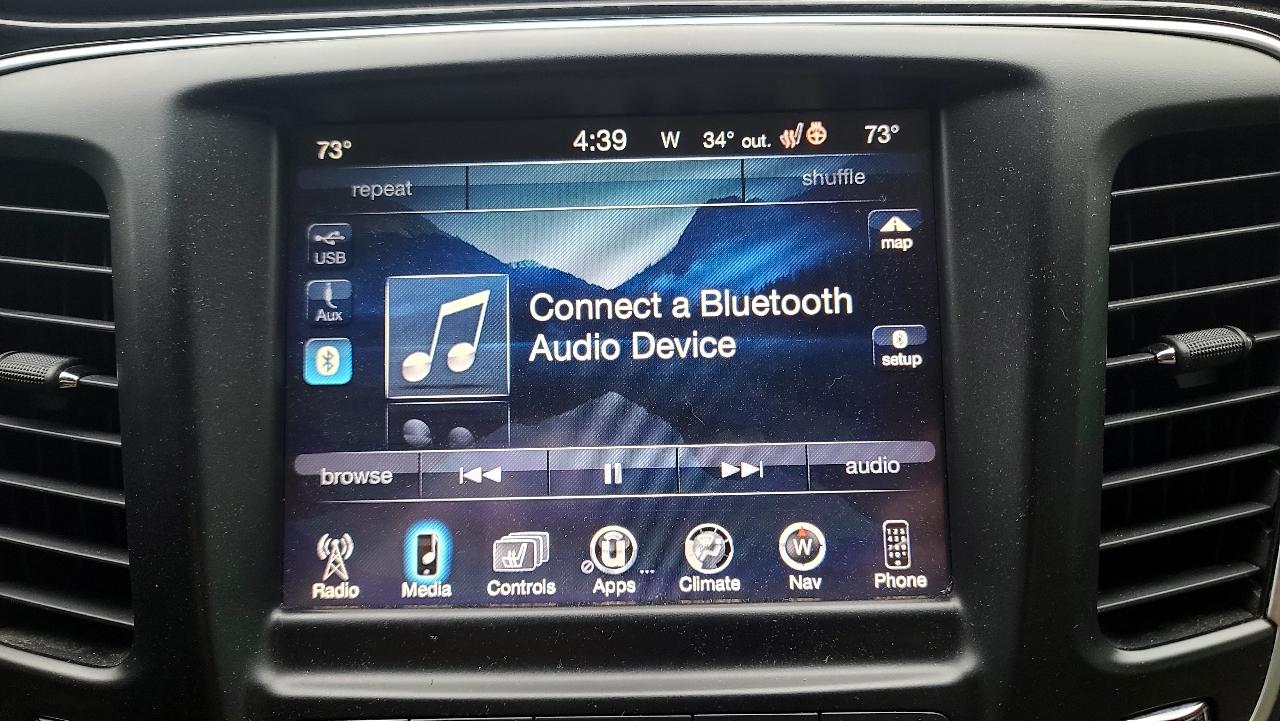 73° 4:39 W 34° out. 73°
repeat shuffle
USB
map
Aux
Connect a Bluetooth
Audio Device
setup
browse audio
W
Radio Media Controls Apps ... Climate Nav Phone